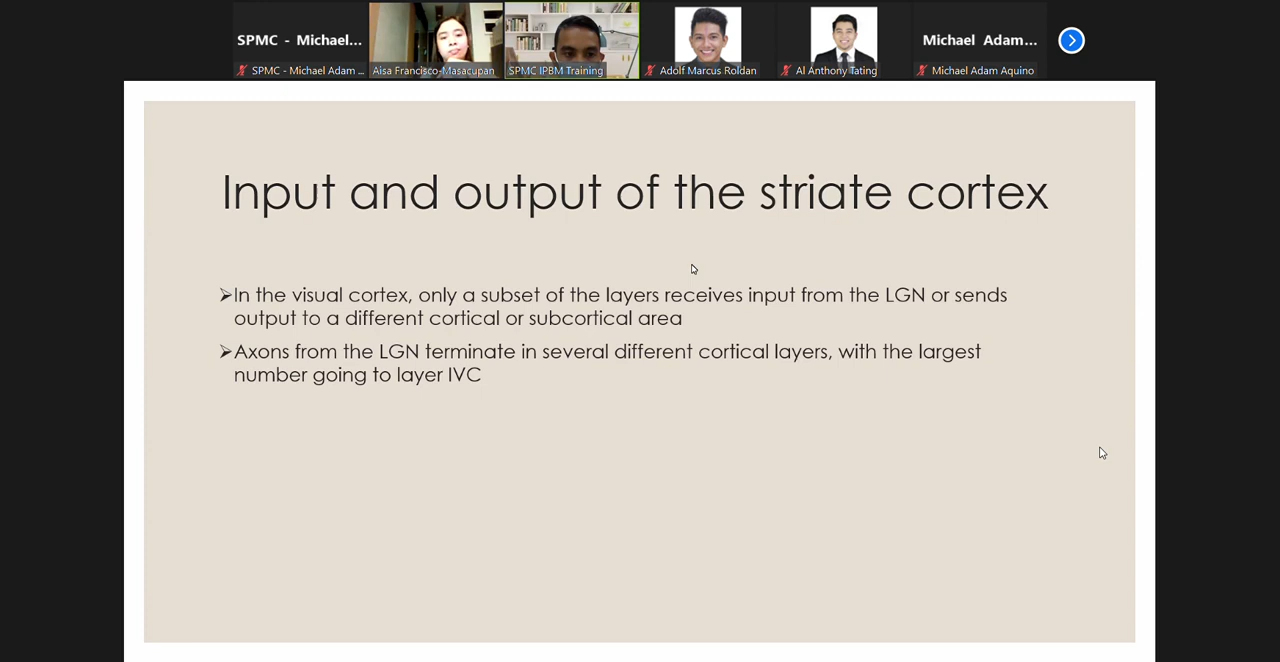 SPMC - Michael...
SPMC - Michael Adam ...
Aisa Francisco-Masacupan
SPMC IPBM Training
Adolf Marcus Roldan
Al Anthony Tating
Michael Adam...
Michael Adam Aquino
Input and output of the striate cortex
➢In the visual cortex, only a subset of the layers receives input from the LGN or sends
output to a different cortical or subcortical area
➢Axons from the LGN terminate in several different cortical layers, with the largest
number going to layer IVC